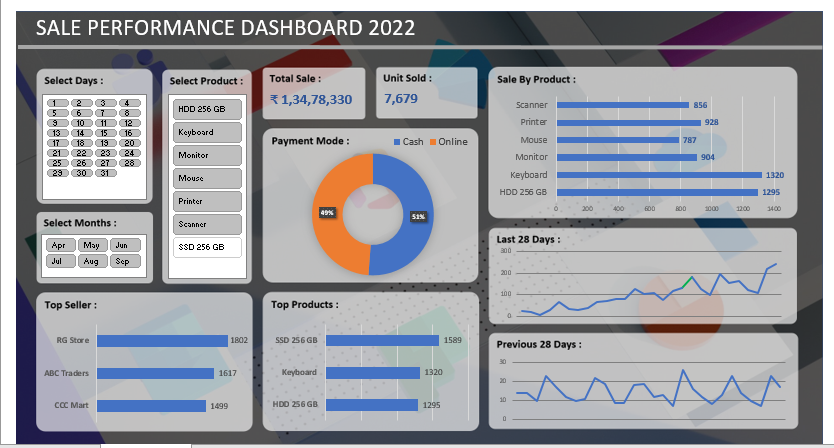 SALE PERFORMANCE DASHBOARD 2022
Select Days :
1 2 3 4
5 6 7 8
9 10 11 12
13 14 15 16
17 18 19 20
21 22 23 24
25 26 27 28
29 30 31
Select Months :
Apr May Jun
Jul Aug Sep
Select Product :
HDD 256 GB
Keyboard
Monitor
Mouse
Printer
Scanner
SSD 256 GB
Total Sale :
₹ 1,34,78,330
Unit Sold :
7,679
Payment Mode :
Cash Online
49%
51%
Sale By Product :
Scanner 856
Printer 928
Mouse 787
Monitor 904
Keyboard 1320
HDD 256 GB 1295
0 200 400 600 800 1000 1200 1400
Last 28 Days :
300
200
100
0
Previous 28 Days :
30
20
10
0
Top Seller :
RG Store 1802
ABC Traders 1617
CCC Mart 1499
Top Products :
SSD 256 GB 1589
Keyboard 1320
HDD 256 GB 1295